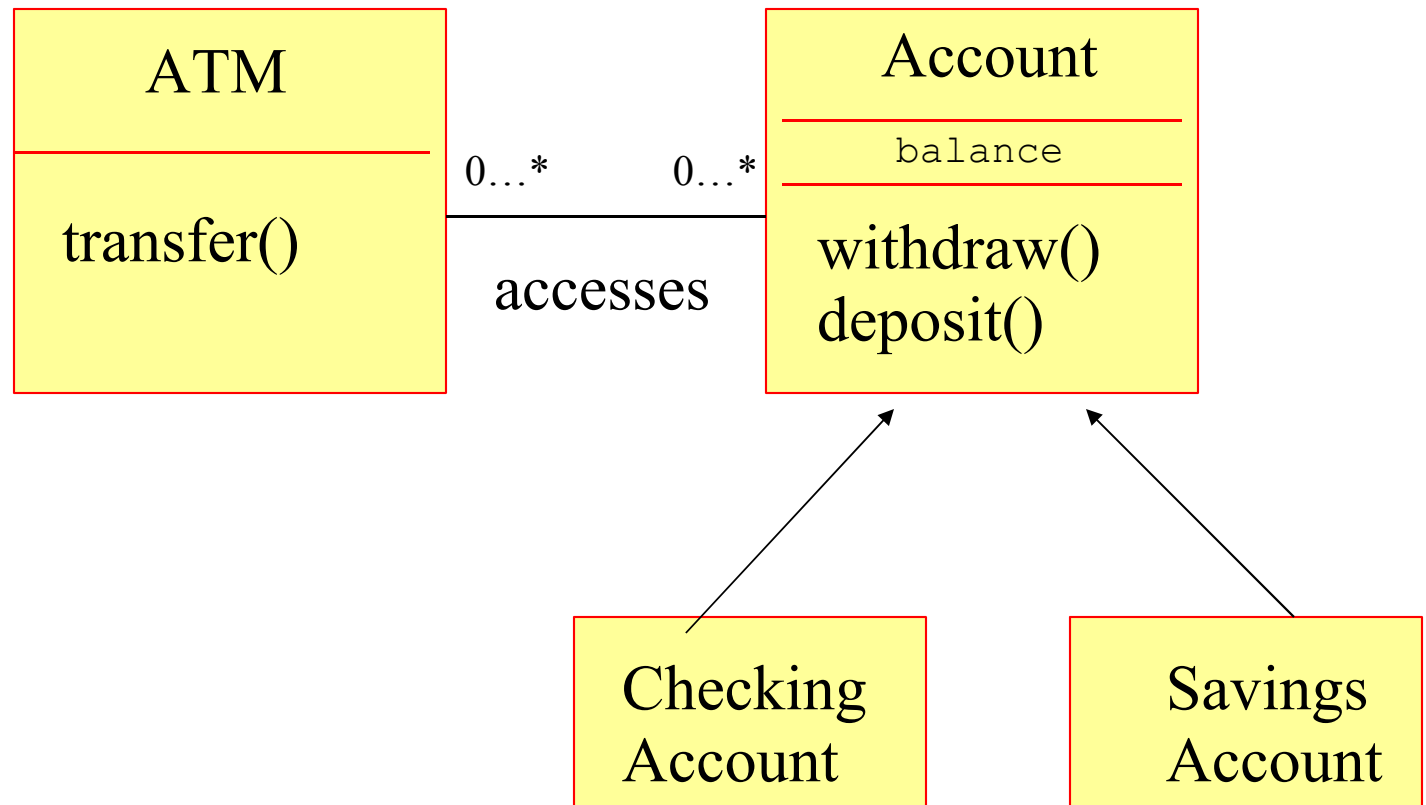 ATM
transfer()
0…*
0…*
accesses
Account
balance
withdraw()
deposit()
Checking
Account
Savings
Account